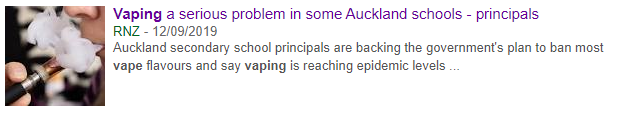 Vaping a serious problem in some Auckland schools - principals
RNZ - 12/09/2019
Auckland secondary school principals are backing the government's plan to ban most
vape flavours and say vaping is reaching epidemic levels ...